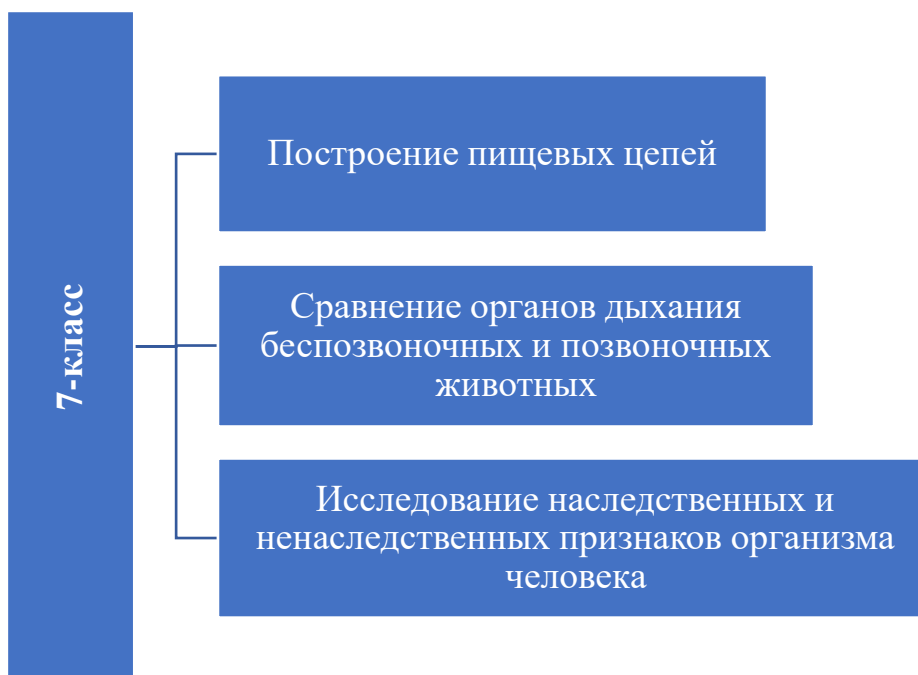 7-класс
Построение пищевых цепей
Сравнение органов дыхания
беспозвоночных и позвоночных
животных
Исследование наследственных и
ненаследственных признаков организма
человека